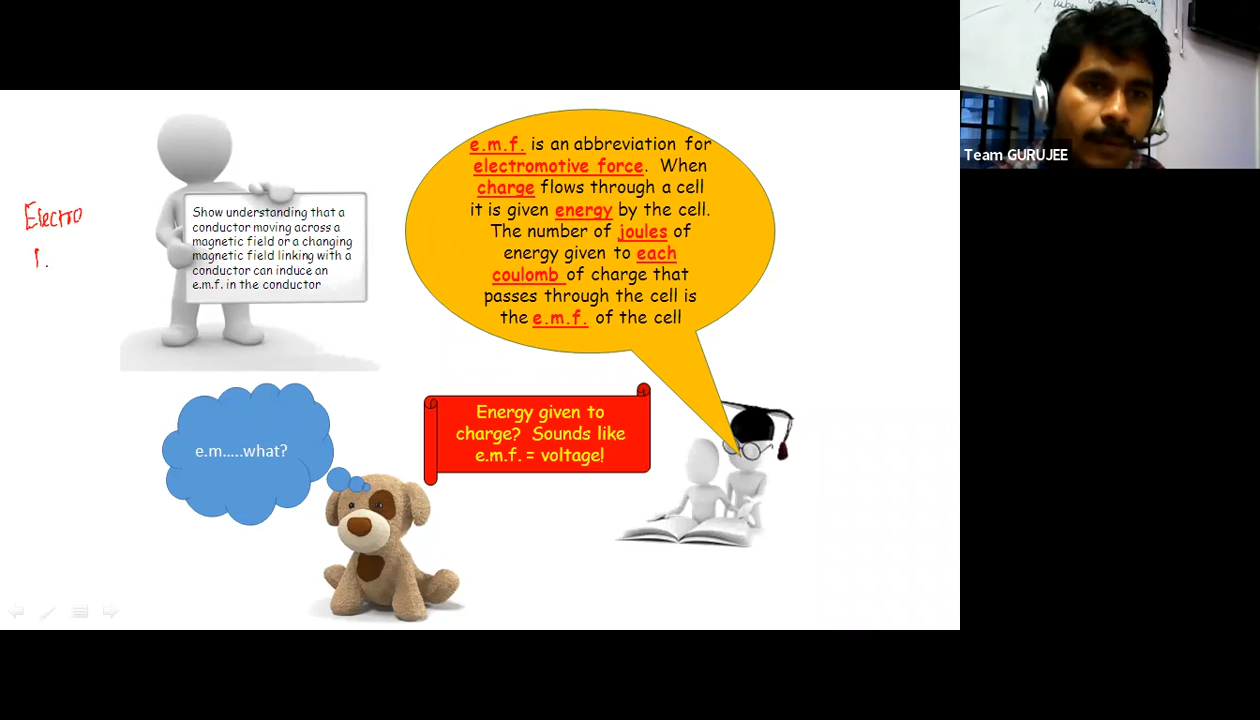 Team GURUJEE
Electro
Show understanding that a
conductor moving across a
magnetic field or a changing
magnetic field linking with a
conductor can induce an
e.m.f. in the conductor
e.m.f. is an abbreviation for
electromotive force. When
charge flows through a cell
it is given energy by the cell.
The number of joules of
energy given to each
coulomb of charge that
passes through the cell is
the e.m.f. of the cell
e.m.....what?
Energy given to
charge? Sounds like
e.m.f. = voltage!